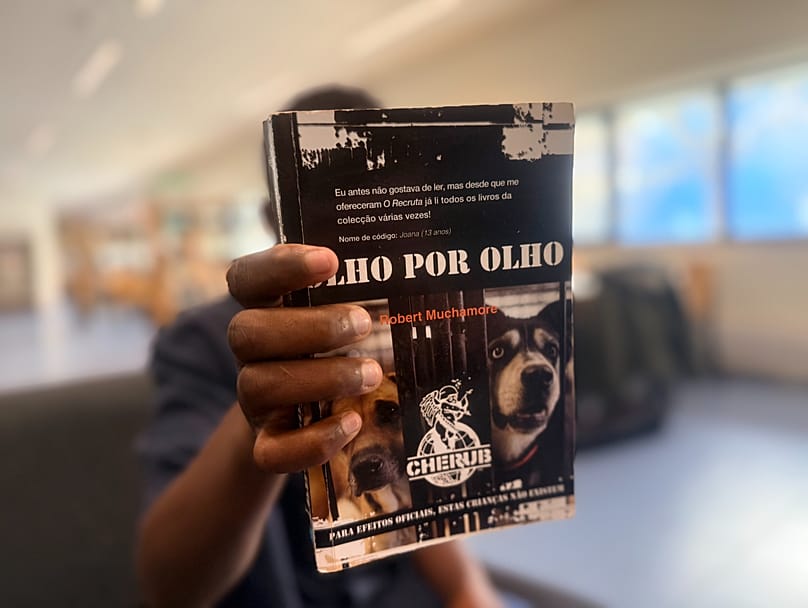 Eu antes não gostava de ler, mas desde que me
ofereceram O Recruta já li todos os livros da
colecção várias vezes!
Nome de código: Joana (13 anos)
OLHO POR OLHO
Robert Muchamore
CHERUB
PARA EFEITOS OFICIAIS, ESTAS CRIANÇAS NÃO EXISTEM